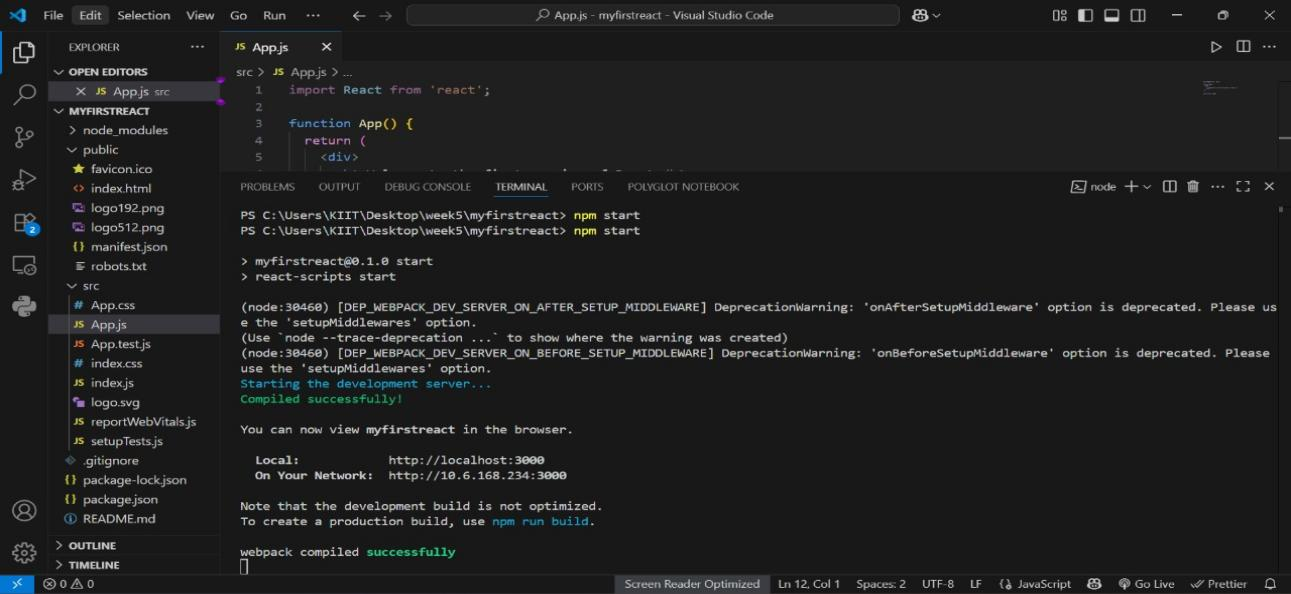 File Edit Selection View Go Run ... App.js - myfirstreact - Visual Studio Code
EXPLORER ...
OPEN EDITORS
JS App.js src
MYFIRSTREACT
node_modules
public
favicon.ico
<> index.html
logo192.png
logo512.png
{} manifest.json
robots.txt
src
# App.css
JS App.js
JS App.test.js
# index.css
JS index.js
logo.svg
JS reportWebVitals.js
JS setupTests.js
.gitignore
{} package-lock.json
{} package.json
README.md
OUTLINE
TIMELINE
2
JS App.js
src > JS App.js > ...
1 import React from 'react';
2
3 function App() {
4 return (
5 <div>
PROBLEMS OUTPUT DEBUG CONSOLE TERMINAL PORTS POLYGLOT NOTEBOOK node
PS C:\Users\KIIT\Desktop\week5\myfirstreact> npm start
PS C:\Users\KIIT\Desktop\week5\myfirstreact> npm start
> myfirstreact@0.1.0 start
> react-scripts start
(node:30460) [DEP_WEBPACK_DEV_SERVER_ON_AFTER_SETUP_MIDDLEWARE] DeprecationWarning: 'onAfterSetupMiddleware' option is deprecated. Please us
e the 'setupMiddlewares' option.
(Use `node --trace-deprecation ...` to show where the warning was created)
(node:30460) [DEP_WEBPACK_DEV_SERVER_ON_BEFORE_SETUP_MIDDLEWARE] DeprecationWarning: 'onBeforeSetupMiddleware' option is deprecated. Please
use the 'setupMiddlewares' option.
Starting the development server...
Compiled successfully!
You can now view myfirstreact in the browser.
Local: http://localhost:3000
On Your Network: http://10.6.168.234:3000
Note that the development build is not optimized.
To create a production build, use npm run build.
webpack compiled successfully
0 0 Screen Reader Optimized Ln 12, Col 1 Spaces: 2 UTF-8 LF JavaScript Go Live Prettier